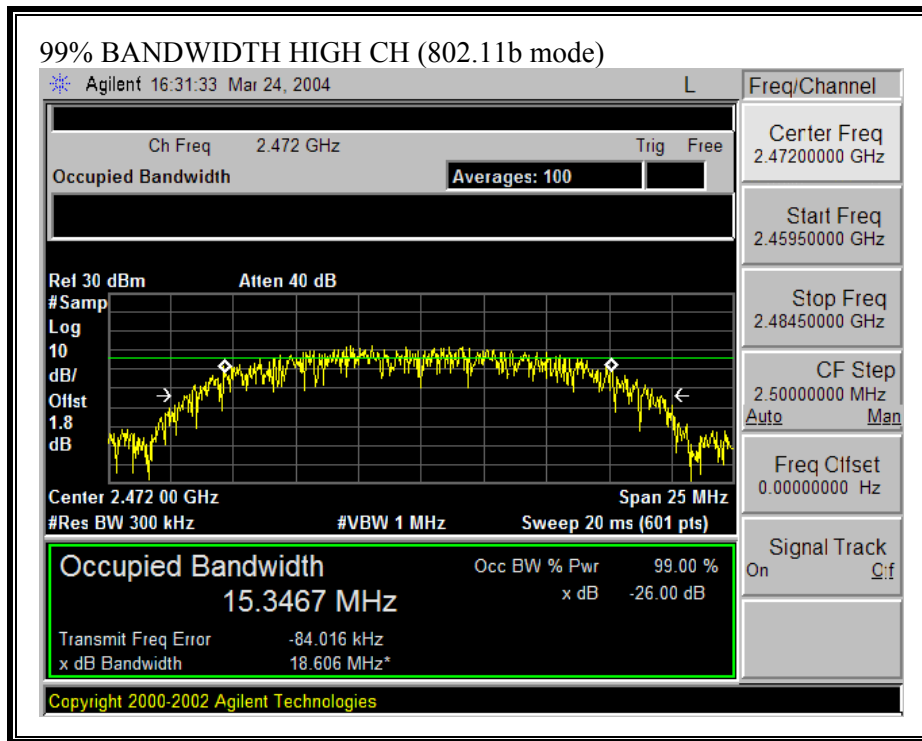 99% BANDWIDTH HIGH CH (802.11b mode)
Agilent 16:31:33 Mar 24, 2004 L
Freq/Channel
Ch Freq 2.472 GHz Trig Free
Occupied Bandwidth Averages: 100
Center Freq
2.47200000 GHz
Start Freq
2.45950000 GHz
Stop Freq
2.48450000 GHz
CF Step
2.50000000 MHz
Auto Man
Freq Offset
0.00000000 Hz
Signal Track
On Off
Ref 30 dBm Atten 40 dB
#Samp
Log
10
dB/
Offst
1.8
dB
Center 2.472 00 GHz Span 25 MHz
#Res BW 300 kHz #VBW 1 MHz Sweep 20 ms (601 pts)
Occupied Bandwidth
15.3467 MHz
Occ BW % Pwr 99.00 %
x dB -26.00 dB
Transmit Freq Error -84.016 kHz
x dB Bandwidth 18.606 MHz*
Copyright 2000-2002 Agilent Technologies